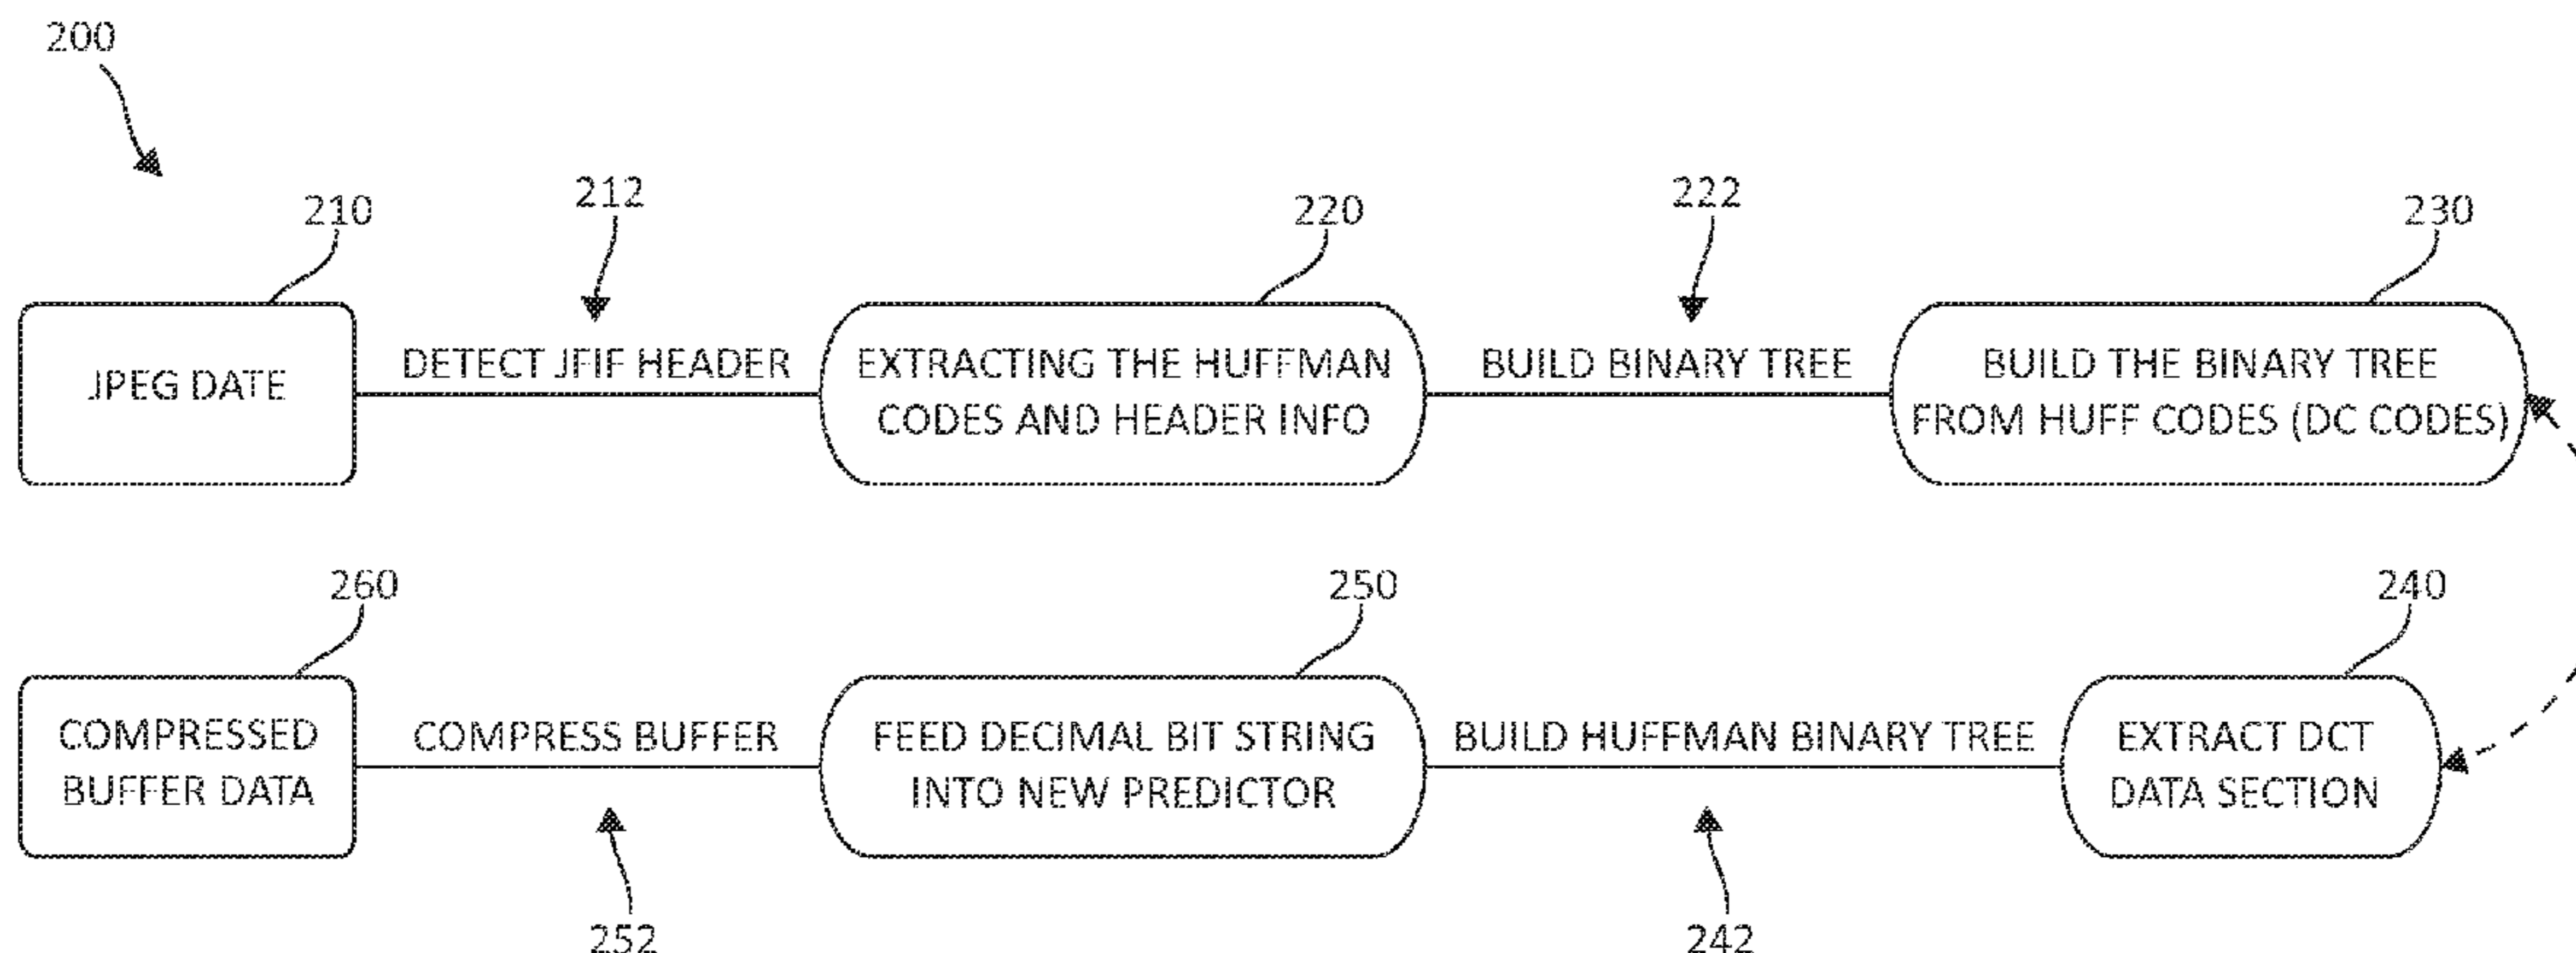 200
210
212
220
222
230
JPEG DATE
DETECT JFIF HEADER
EXTRACTING THE HUFFMAN
CODES AND HEADER INFO
BUILD BINARY TREE
BUILD THE BINARY TREE
FROM HUFF CODES (DC CODES)
260
250
240
COMPRESSED
BUFFER DATA
COMPRESS BUFFER
FEED DECIMAL BIT STRING
INTO NEW PREDICTOR
BUILD HUFFMAN BINARY TREE
EXTRACT DCT
DATA SECTION
252
242